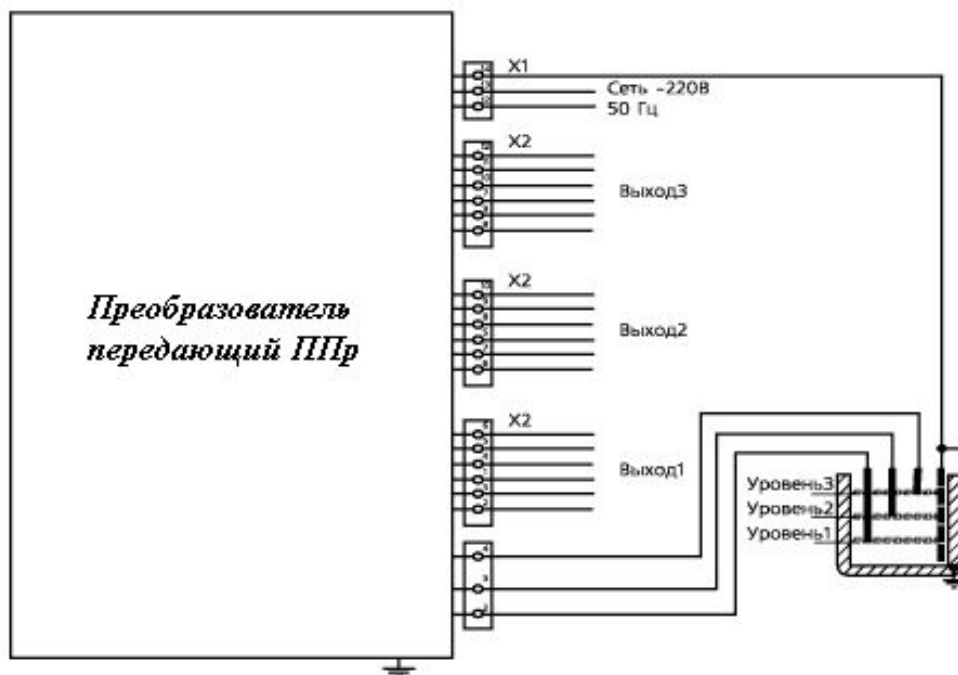 X1
Сеть ~220В
50 Гц
X2
Выход3
Преобразователь
передающий ППр
X2
Выход2
X2
Выход1
Уровень3
Уровень2
Уровень1